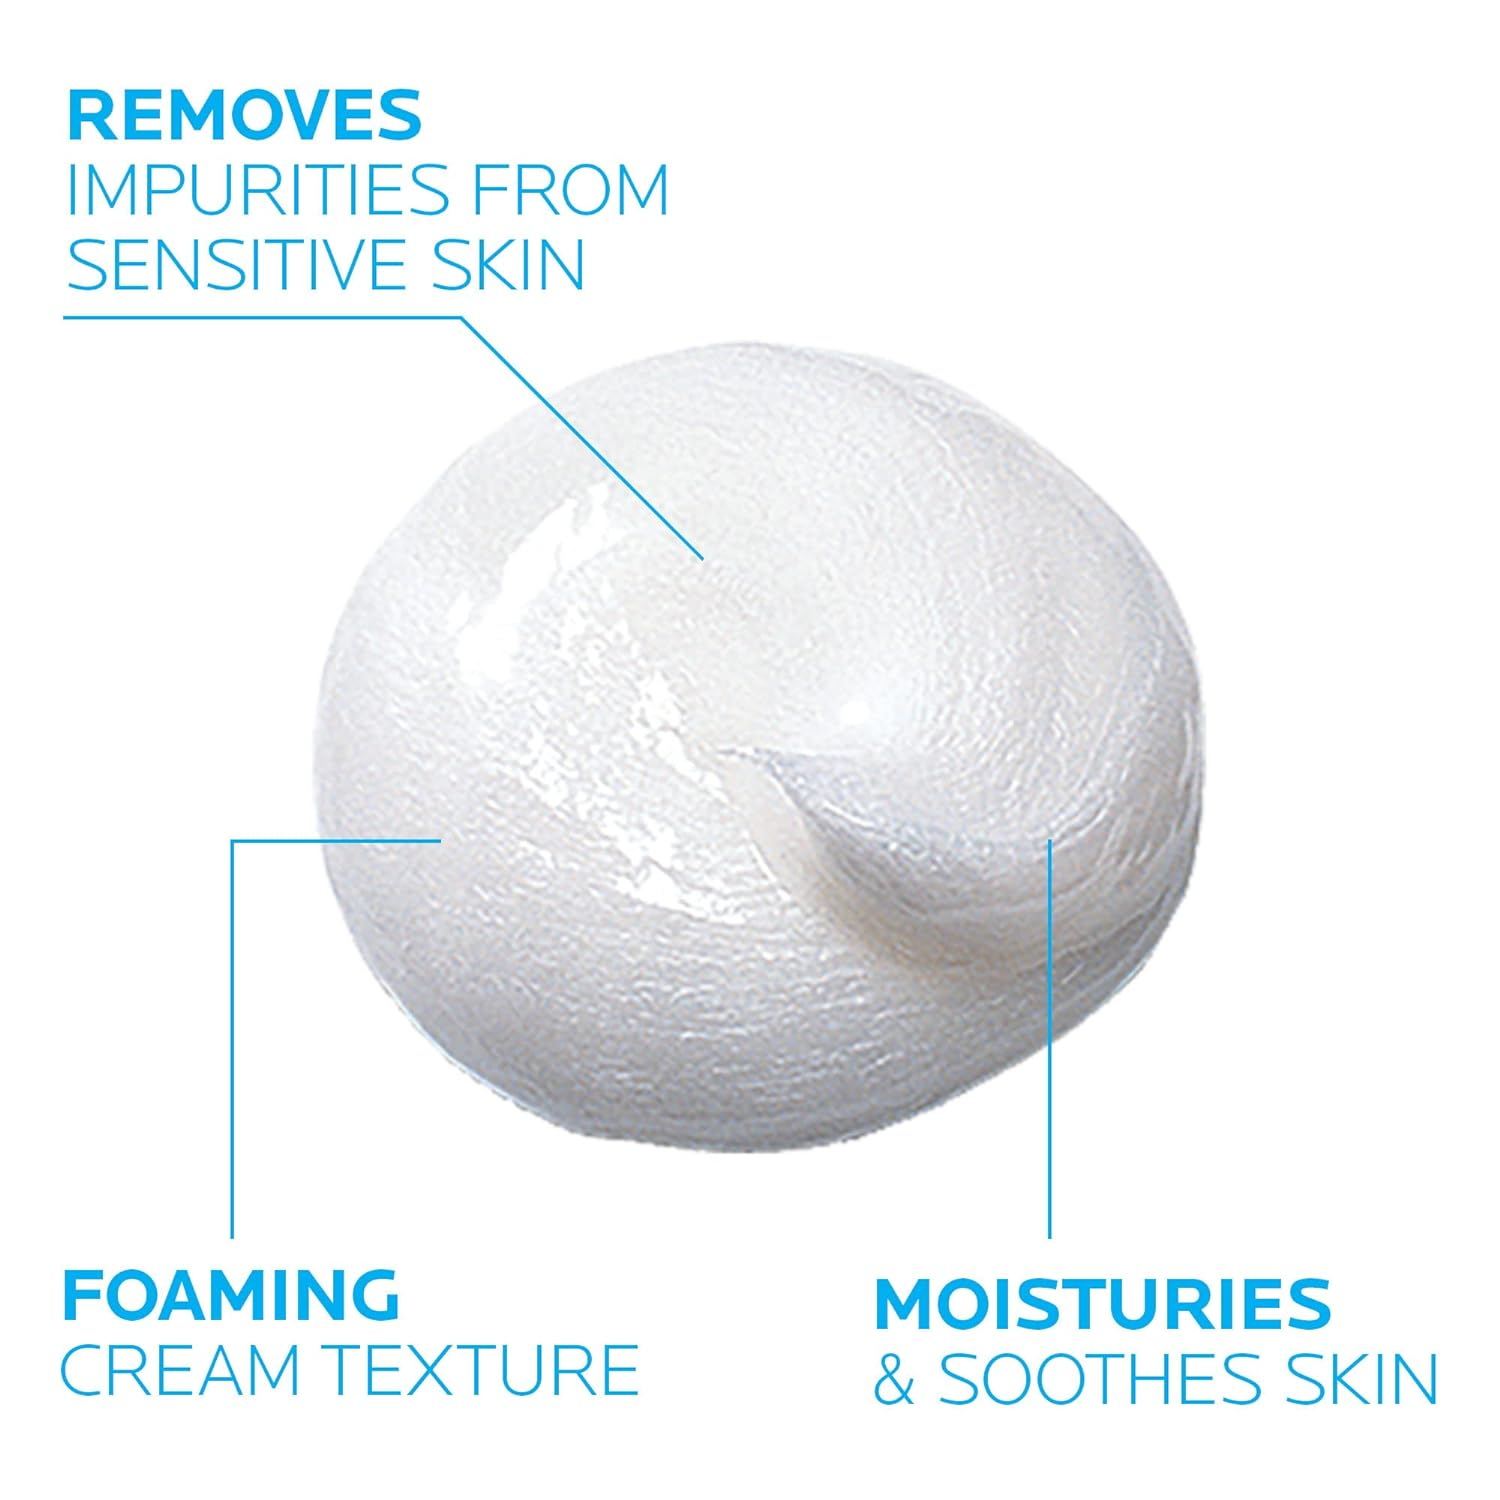 REMOVES
IMPURITIES FROM
SENSITIVE SKIN
FOAMING
CREAM TEXTURE
MOISTURIES
& SOOTHES SKIN